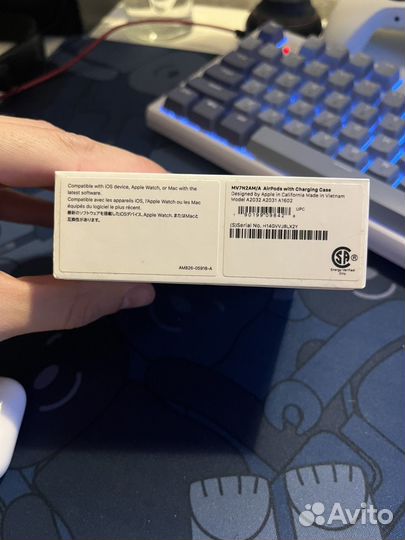 Compatible with iOS device, Apple Watch, or Mac with the
latest software.
Compatible avec les appareils iOS, l'Apple Watch ou Mac
équipés du logiciel le plus récent.
最新のソフトウェアを搭載したiOSデバイス、Apple Watch、またはMacと
互換性があります。
AM826-05918-A
MV7N2AM/A AirPods with Charging Case
Designed by Apple in California Made in Vietnam
Model A2032 A2031 A1602
UPC
(S)Serial No.
Energy Verified
Avito